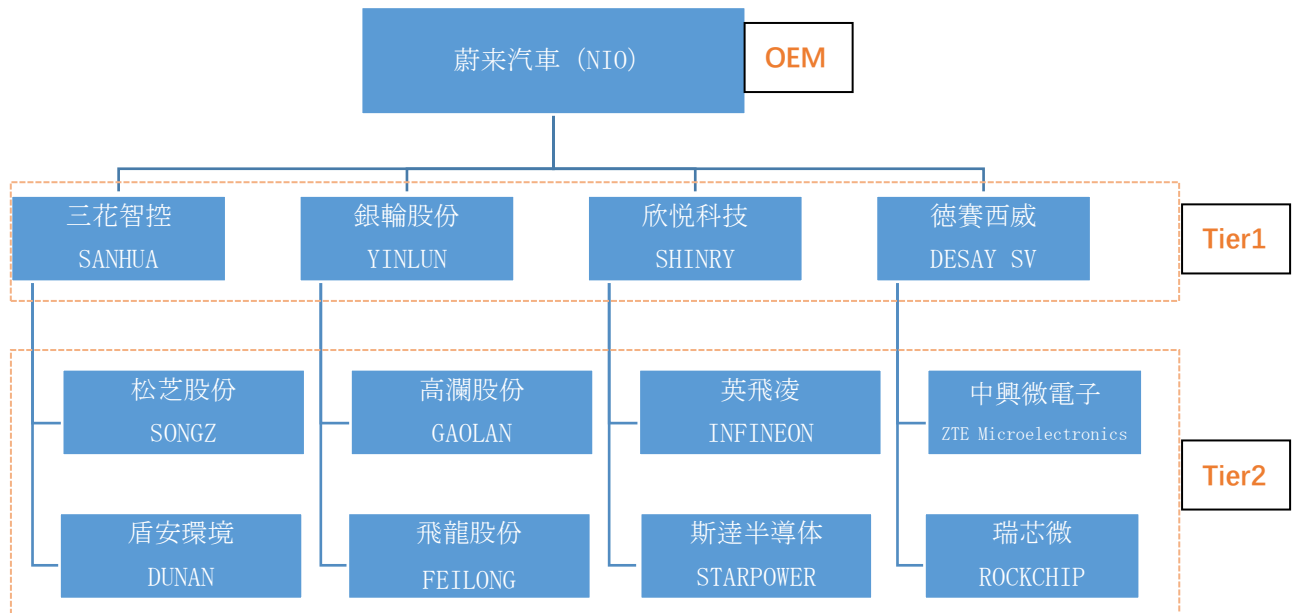 蔚来汽車 (NIO)
OEM
三花智控
SANHUA
銀輪股份
YINLUN
欣悦科技
SHINRY
徳賽西威
DESAY SV
Tier1
松芝股份
SONGZ
高瀾股份
GAOLAN
英飛凌
INFINEON
中興微電子
ZTE Microelectronics
Tier2
盾安環境
DUNAN
飛龍股份
FEILONG
斯達半導体
STARPOWER
瑞芯微
ROCKCHIP